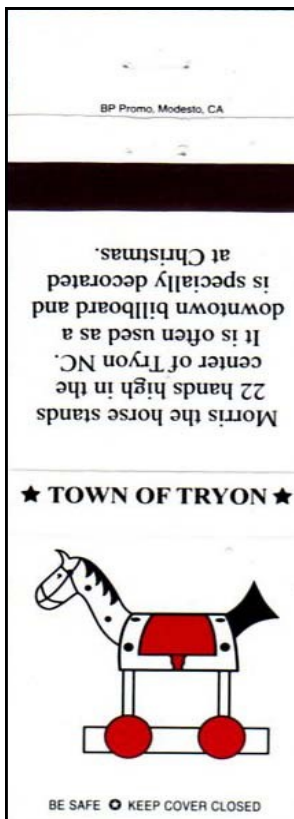 BP Promo, Modesto, CA
Morris the horse stands
22 hands high in the
center of Tryon NC.
It is often used as a
downtown billboard and
is specially decorated
at Christmas.
★ TOWN OF TRYON ★
BE SAFE ✪ KEEP COVER CLOSED